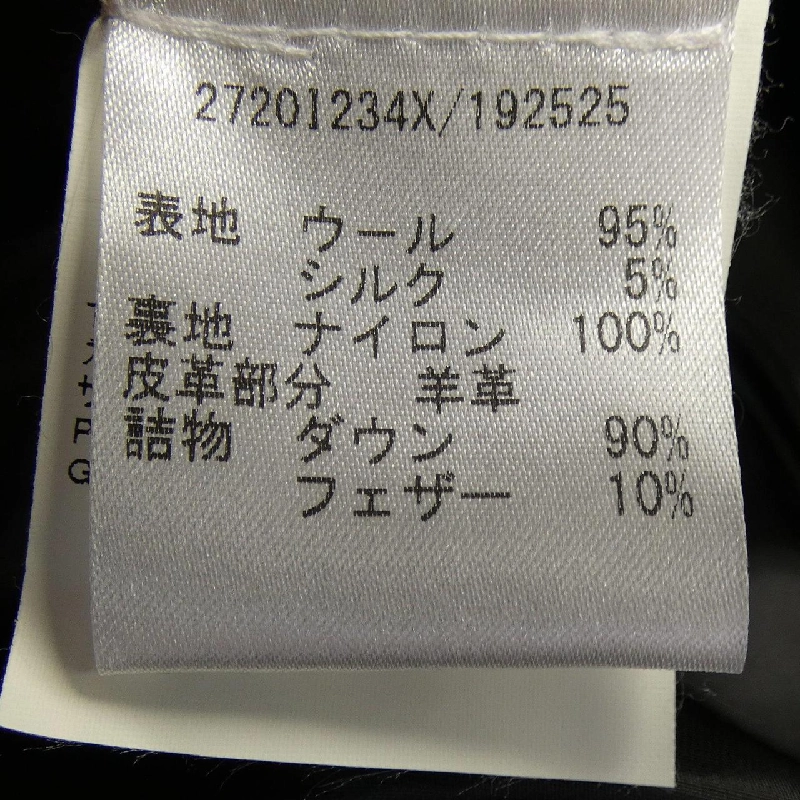 2720I234X/192525
表地 ウール 95%
シルク 5%
裏地 ナイロン 100%
皮革部分 羊革
詰物 ダウン 90%
フェザー 10%